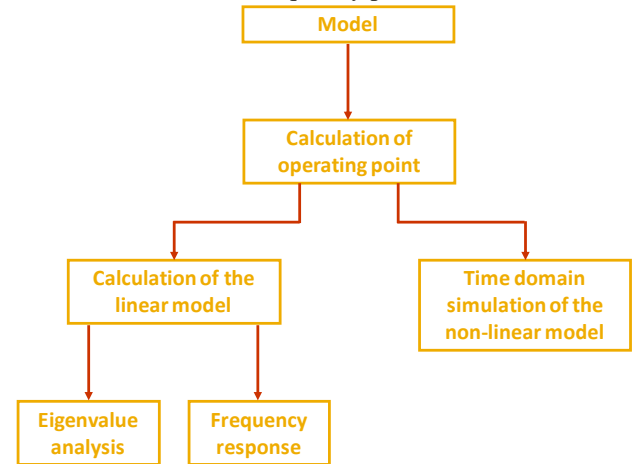 Model
Calculation of
operating point
Calculation of the
linear model
Time domain
simulation of the
non-linear model
Eigenvalue
analysis
Frequency
response